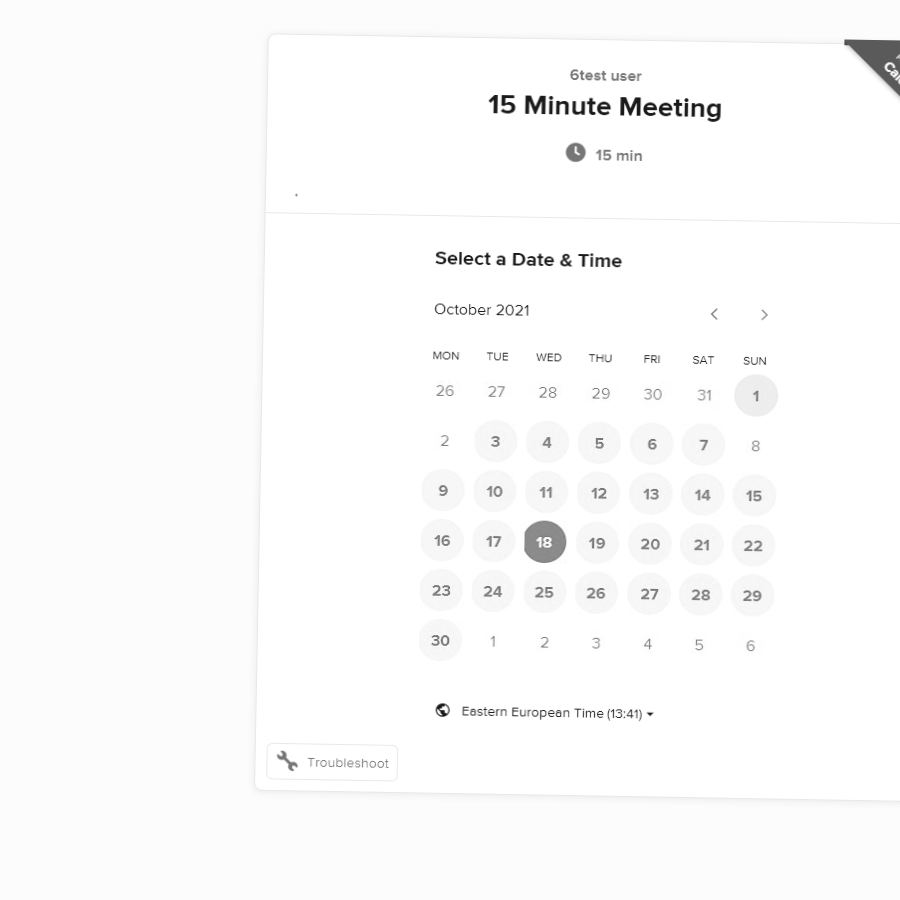 6test user
15 Minute Meeting
15 min
Select a Date & Time
October 2021
MON TUE WED THU FRI SAT SUN
26 27 28 29 30 31 1
2 3 4 5 6 7 8
9 10 11 12 13 14 15
16 17 18 19 20 21 22
23 24 25 26 27 28 29
30 1 2 3 4 5 6
Eastern European Time (13:41)
Troubleshoot